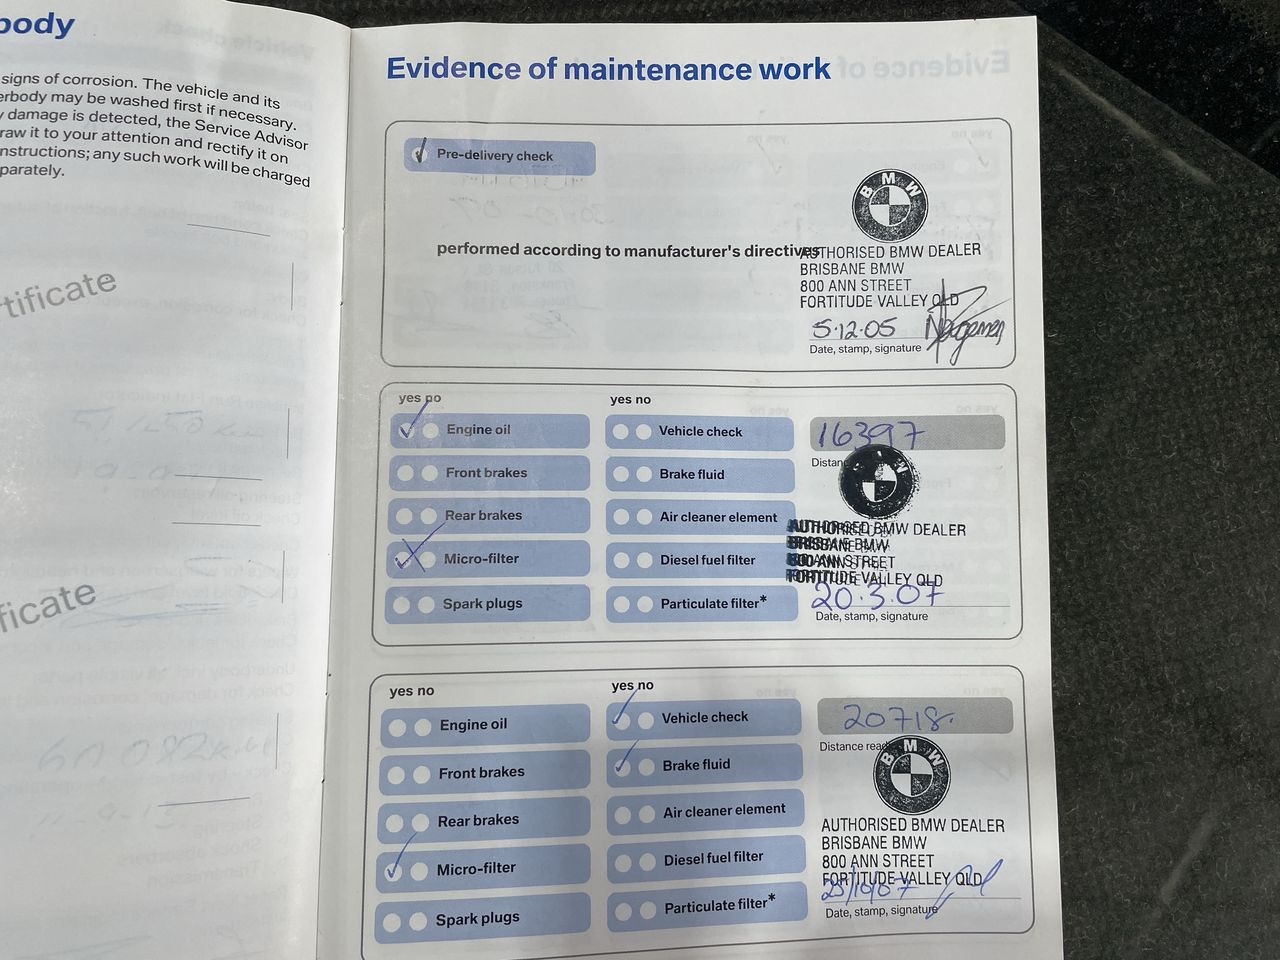 body
signs of corrosion. The vehicle and its
erbody may be washed first if necessary.
y damage is detected, the Service Advisor
raw it to your attention and rectify it on
nstructions; any such work will be charged
parately.
rtificate
ficate
Evidence of maintenance work
Pre-delivery check
performed according to manufacturer's directives
BMW
AUTHORISED BMW DEALER
BRISBANE BMW
800 ANN STREET
FORTITUDE VALLEY QLD
5.12.05
Date, stamp, signature
yes no
Engine oil
Front brakes
Rear brakes
Micro-filter
Spark plugs
yes no
Vehicle check
Brake fluid
Air cleaner element
Diesel fuel filter
Particulate filter*
16397
Distan
W
AUTHORISED BMW DEALER
BRISBANE BMW
800 ANN STREET
FORTITUDE VALLEY QLD
20.3.07
Date, stamp, signature
yes no
Engine oil
Front brakes
Rear brakes
Micro-filter
Spark plugs
yes no
Vehicle check
Brake fluid
Air cleaner element
Diesel fuel filter
Particulate filter*
20718.
Distance read
BMW
AUTHORISED BMW DEALER
BRISBANE BMW
800 ANN STREET
FORTITUDE VALLEY QLD
Date, stamp, signature